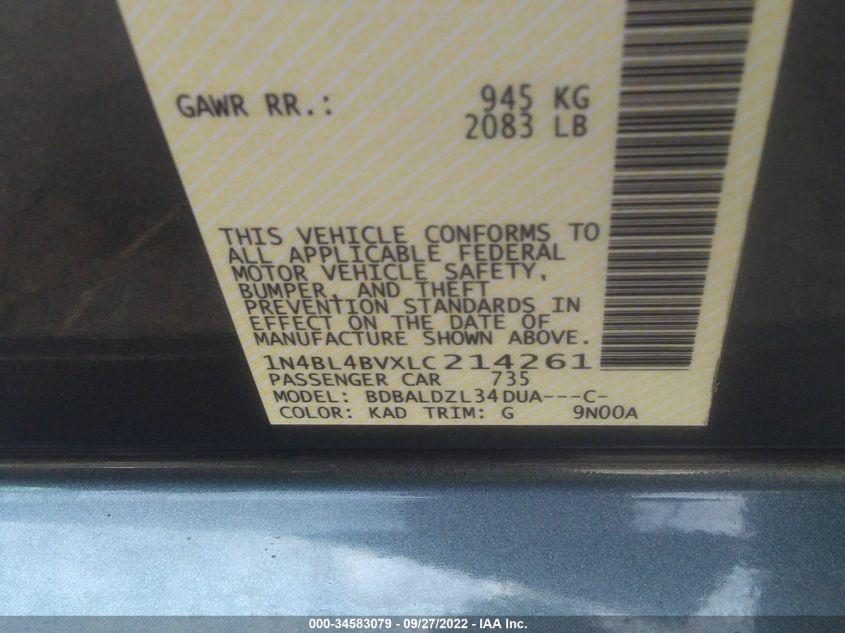 GAWR RR.: 945 KG
2083 LB
THIS VEHICLE CONFORMS TO
ALL APPLICABLE FEDERAL
MOTOR VEHICLE SAFETY,
BUMPER, AND THEFT
PREVENTION STANDARDS IN
EFFECT ON THE DATE OF
MANUFACTURE SHOWN ABOVE.
1N4BL4BVXLC214261
PASSENGER CAR 735
MODEL: BDBALDZL34DUA---C-
COLOR: KAD TRIM: G 9N00A
000-34583079 - 09/27/2022 - IAA Inc.